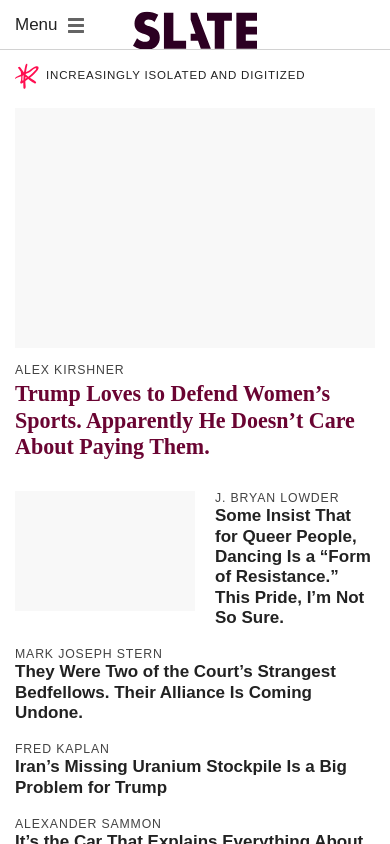 Menu
SLATE
INCREASINGLY ISOLATED AND DIGITIZED
ALEX KIRSHNER
Trump Loves to Defend Women’s
Sports. Apparently He Doesn’t Care
About Paying Them.
J. BRYAN LOWDER
Some Insist That
for Queer People,
Dancing Is a “Form
of Resistance.”
This Pride, I’m Not
So Sure.
MARK JOSEPH STERN
They Were Two of the Court’s Strangest
Bedfellows. Their Alliance Is Coming
Undone.
FRED KAPLAN
Iran’s Missing Uranium Stockpile Is a Big
Problem for Trump
ALEXANDER SAMMON
It’s the Car That Explains Everything About